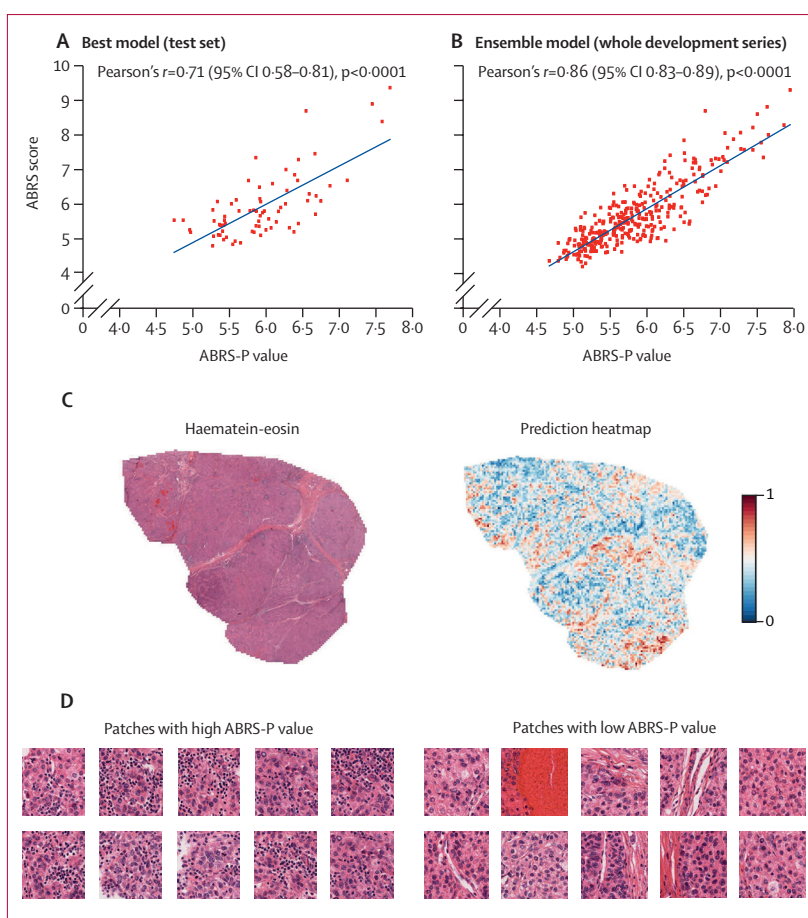 A Best model (test set)
Pearson's r=0·71 (95% CI 0·58–0·81), p<0·0001
10
9
8
7
6
5
4
0
ABRS score
0 4·0 4·5 5·0 5·5 6·0 6·5 7·0 7·5 8·0
ABRS-P value
B Ensemble model (whole development series)
Pearson's r=0·86 (95% CI 0·83–0·89), p<0·0001
0 4·0 4·5 5·0 5·5 6·0 6·5 7·0 7·5 8·0
ABRS-P value
C
Haematein-eosin
Prediction heatmap
1
0
D
Patches with high ABRS-P value
Patches with low ABRS-P value